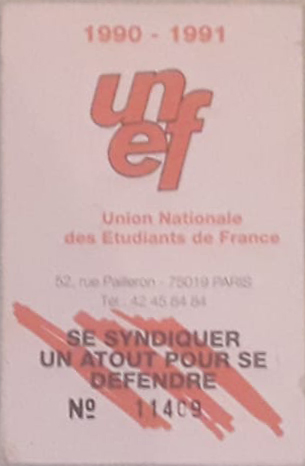 1990 - 1991
unef
Union Nationale
des Etudiants de France
52, rue Pailleron - 75019 PARIS
Tél : 42 45 84 84
SE SYNDIQUER
UN ATOUT POUR SE
DEFENDRE
Nº 11409